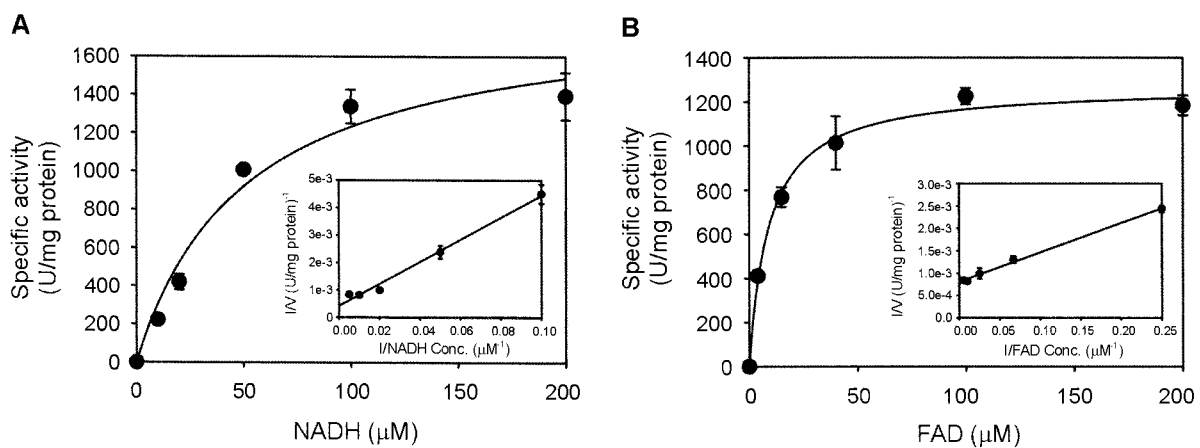 A
Specific activity
(U/mg protein)
1600
1400
1200
1000
800
600
400
200
0
0 50 100 150 200
NADH (μM)
I/V (U/mg protein)⁻¹
5e-3
4e-3
3e-3
2e-3
1e-3
0.00 0.02 0.04 0.06 0.08 0.10
I/NADH Conc. (μM⁻¹)
B
Specific activity
(U/mg protein)
1400
1200
1000
800
600
400
200
0
0 50 100 150 200
FAD (μM)
I/V (U/mg protein)⁻¹
3.0e-3
2.5e-3
2.0e-3
1.5e-3
1.0e-3
5.0e-4
0.0
0.00 0.05 0.10 0.15 0.20 0.25
I/FAD Conc. (μM⁻¹)